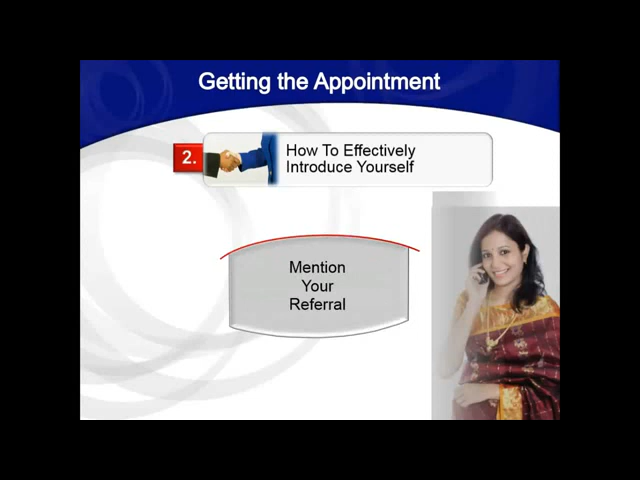 Getting the Appointment
2.
How To Effectively
Introduce Yourself
Mention
Your
Referral